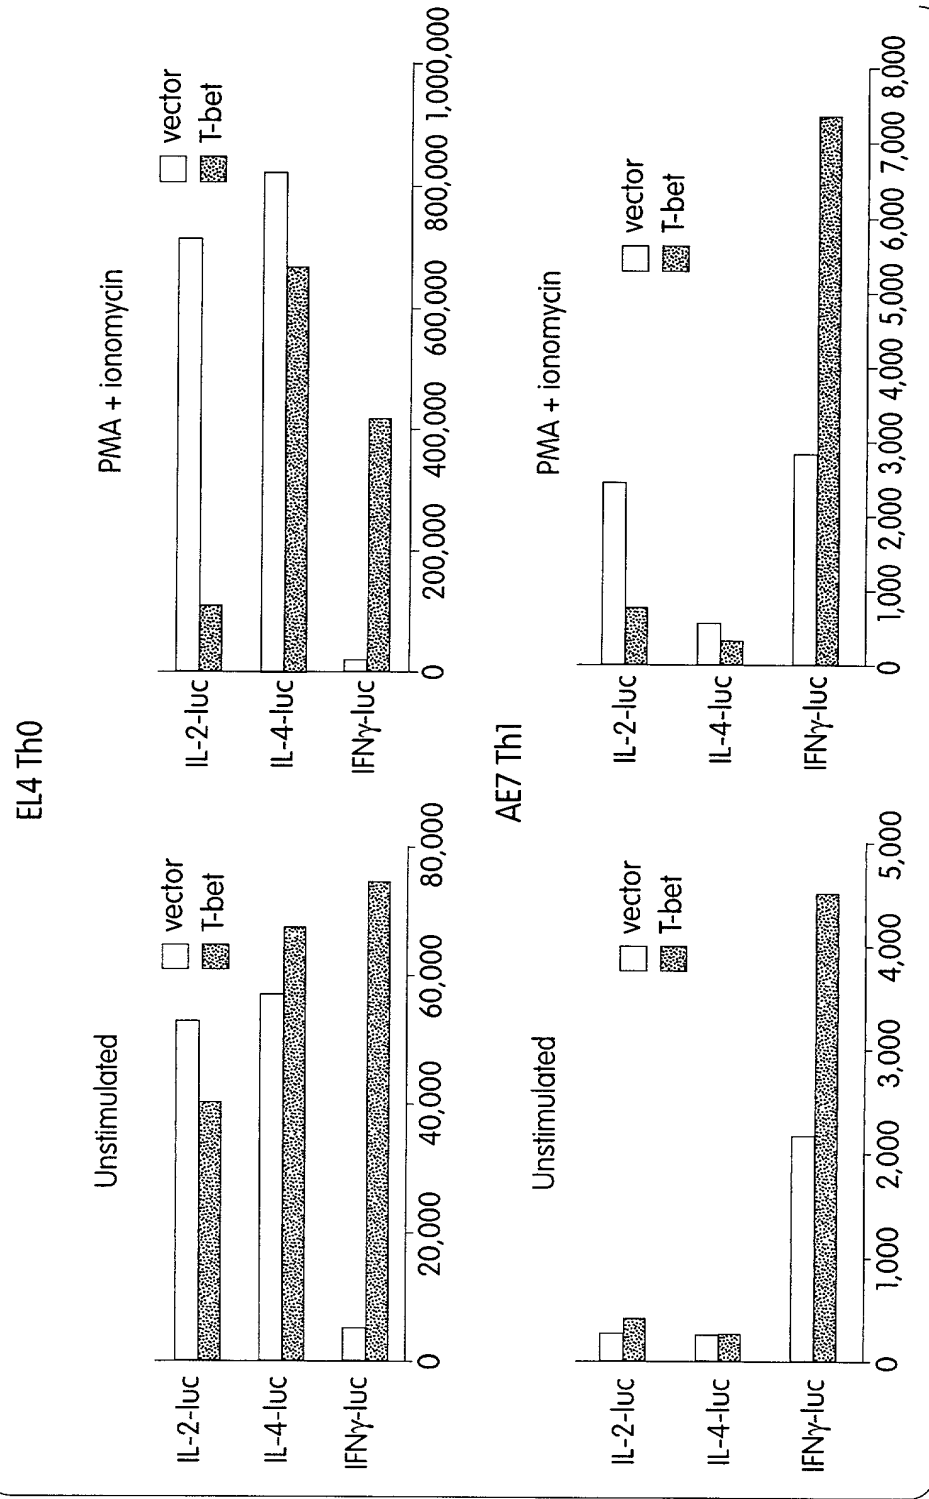 EL4 Th0
Unstimulated
vector
T-bet
IL-2-luc
IL-4-luc
IFNγ-luc
0 20,000 40,000 60,000 80,000
PMA + ionomycin
vector
T-bet
IL-2-luc
IL-4-luc
IFNγ-luc
0 200,000 400,000 600,000 800,000 1,000,000
AE7 Th1
Unstimulated
vector
T-bet
IL-2-luc
IL-4-luc
IFNγ-luc
0 1,000 2,000 3,000 4,000 5,000
PMA + ionomycin
vector
T-bet
IL-2-luc
IL-4-luc
IFNγ-luc
0 1,000 2,000 3,000 4,000 5,000 6,000 7,000 8,000